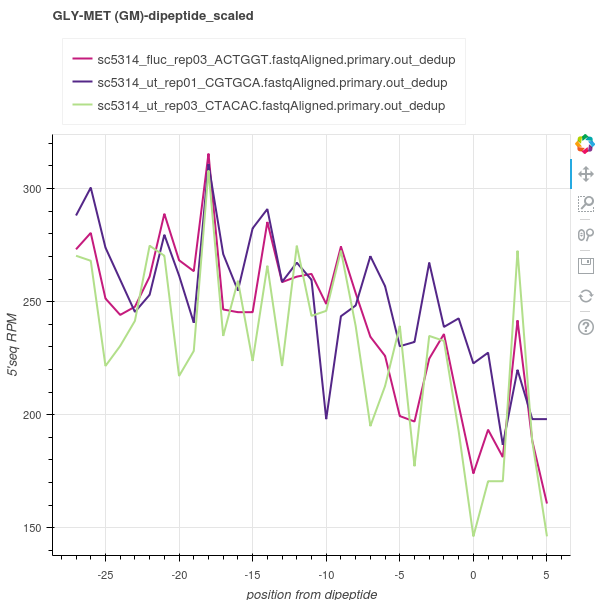 GLY-MET (GM)-dipeptide_scaled
sc5314_fluc_rep03_ACTGGT.fastqAligned.primary.out_dedup
sc5314_ut_rep01_CGTGCA.fastqAligned.primary.out_dedup
sc5314_ut_rep03_CTACAC.fastqAligned.primary.out_dedup
300
250
200
150
5'seq RPM
-25 -20 -15 -10 -5 0 5
position from dipeptide